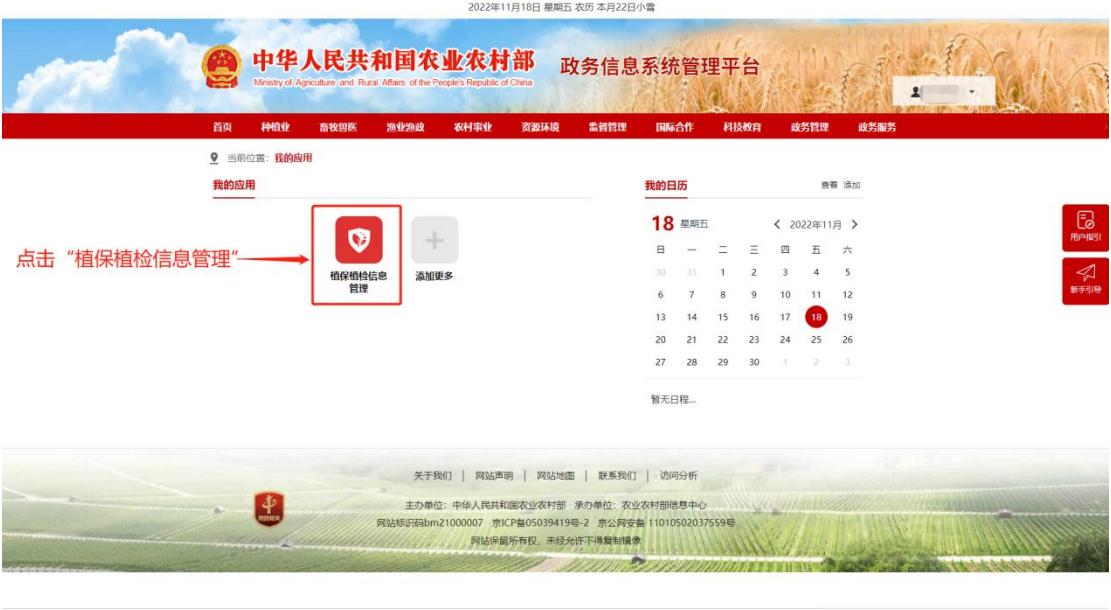 2022年11月18日 星期五 农历 本月22日小雪
中华人民共和国农业农村部 政务信息系统管理平台
Ministry of Agriculture and Rural Affairs of the People's Republic of China
首页 种植业 畜牧兽医 渔业渔政 农村事业 资源环境 监督管理 国际合作 科技教育 政务管理 政务服务
当前位置：我的应用
我的应用
点击“植保植检信息管理”
植保植检信息
管理
添加更多
我的日历 查看 添加
18 星期五 2022年11月
日 一 二 三 四 五 六
30 31 1 2 3 4 5
6 7 8 9 10 11 12
13 14 15 16 17 18 19
20 21 22 23 24 25 26
27 28 29 30 1 2 3
暂无日程...
用户指引
新手引导
关于我们 | 网站声明 | 网站地图 | 联系我们 | 访问分析
主办单位：中华人民共和国农业农村部 承办单位：农业农村部信息中心
网站标识码bm21000007 京ICP备05039419号-2 京公网安备 11010502037559号
网站保留所有权，未经允许不得复制镜像